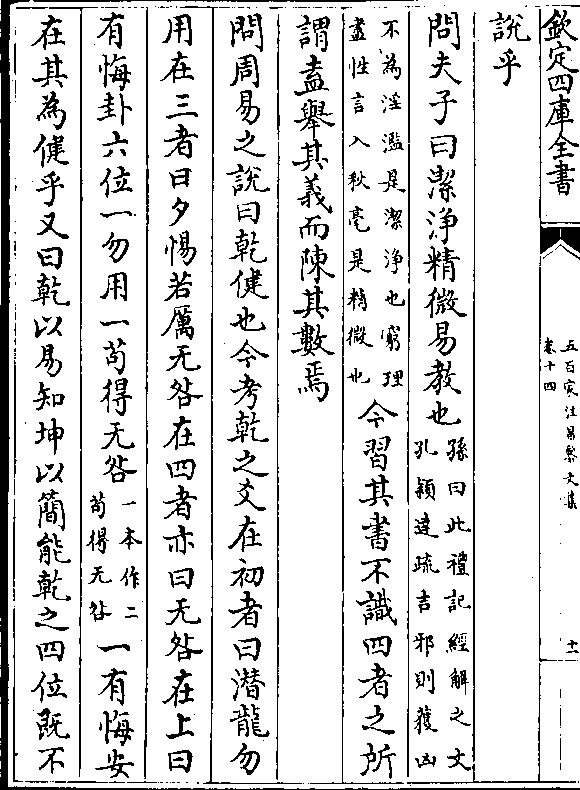 欽定四庫全書
五百家注昌黎文集
卷十四
十一
說乎
問夫子曰潔淨精微易教也孫曰此禮記經解之文
孔頴達疏吉邪則獲凶
不為淫濫是潔淨也窮理
盡性言入秋毫是精微也今習其書不識四者之所
謂盍舉其義而陳其數焉
問周易之說曰乾健也今考乾之爻在初者曰潛龍勿
用在三者曰夕惕若厲无咎在四者亦曰无咎在上曰
有悔卦六位一勿用一苟得无咎一本作二
苟得无咎一有悔安
在其為健乎又曰乾以易知坤以簡能乾之四位既不